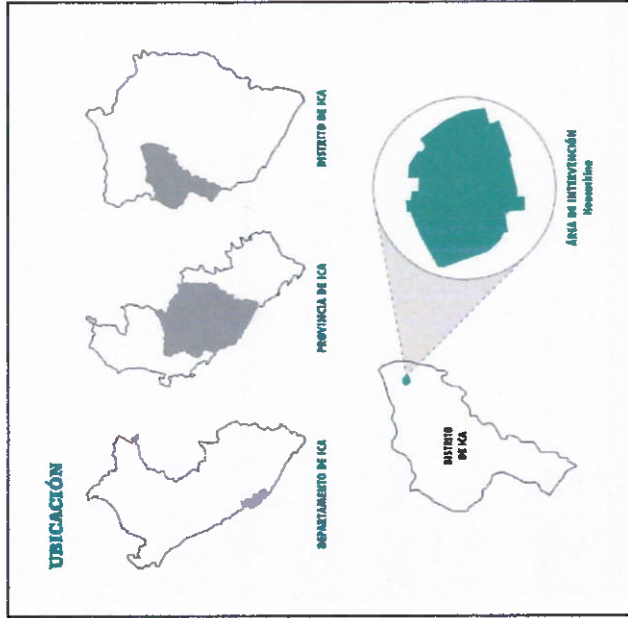 UBICACIÓN
DEPARTAMENTO DE ICA
PROVINCIA DE ICA
DISTRITO DE ICA
DISTRITO
DE ICA
ÁREA DE INTERVENCIÓN